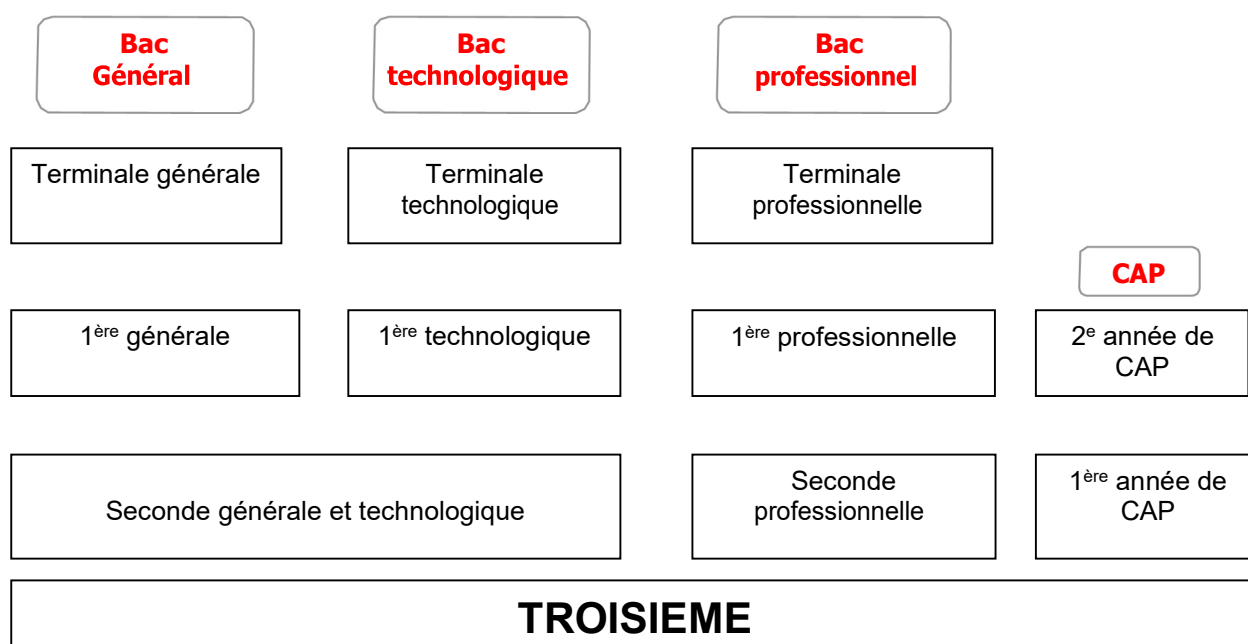 Bac
Général
Bac
technologique
Bac
professionnel
Terminale générale
Terminale
technologique
Terminale
professionnelle
CAP
1ère générale
1ère technologique
1ère professionnelle
2e année de
CAP
Seconde générale et technologique
Seconde
professionnelle
1ère année de
CAP
TROISIEME